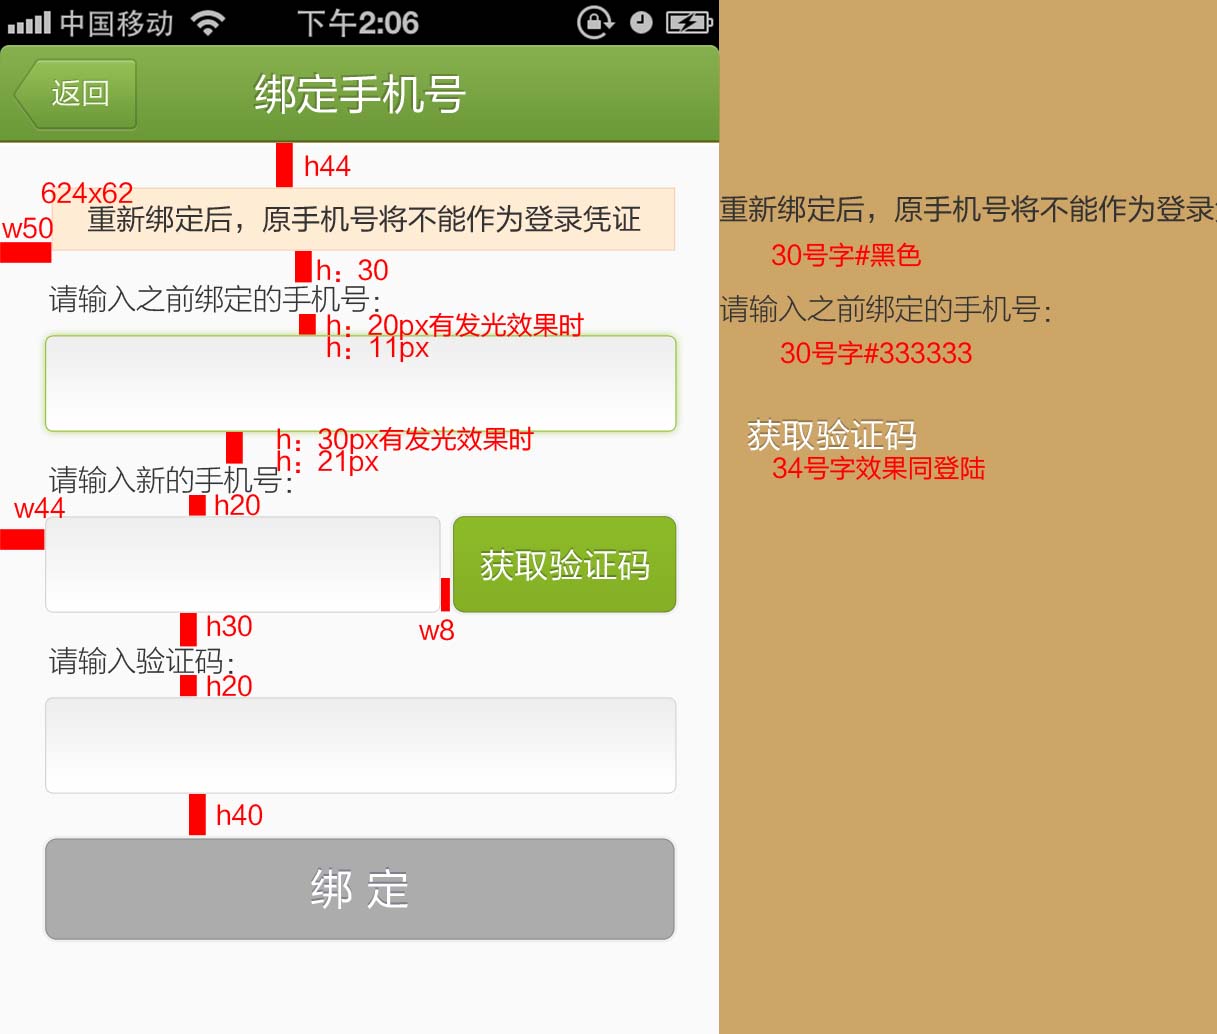 中国移动 下午2:06
返回 绑定手机号
h44
624x62
重新绑定后，原手机号将不能作为登录凭证
w50
h：30
请输入之前绑定的手机号：
h：20px有发光效果时
h：11px
h：30px有发光效果时
h：21px
请输入新的手机号：
h20
w44
获取验证码
h30
w8
请输入验证码：
h20
h40
绑 定
重新绑定后，原手机号将不能作为登录
30号字#黑色
请输入之前绑定的手机号：
30号字#333333
获取验证码
34号字效果同登陆